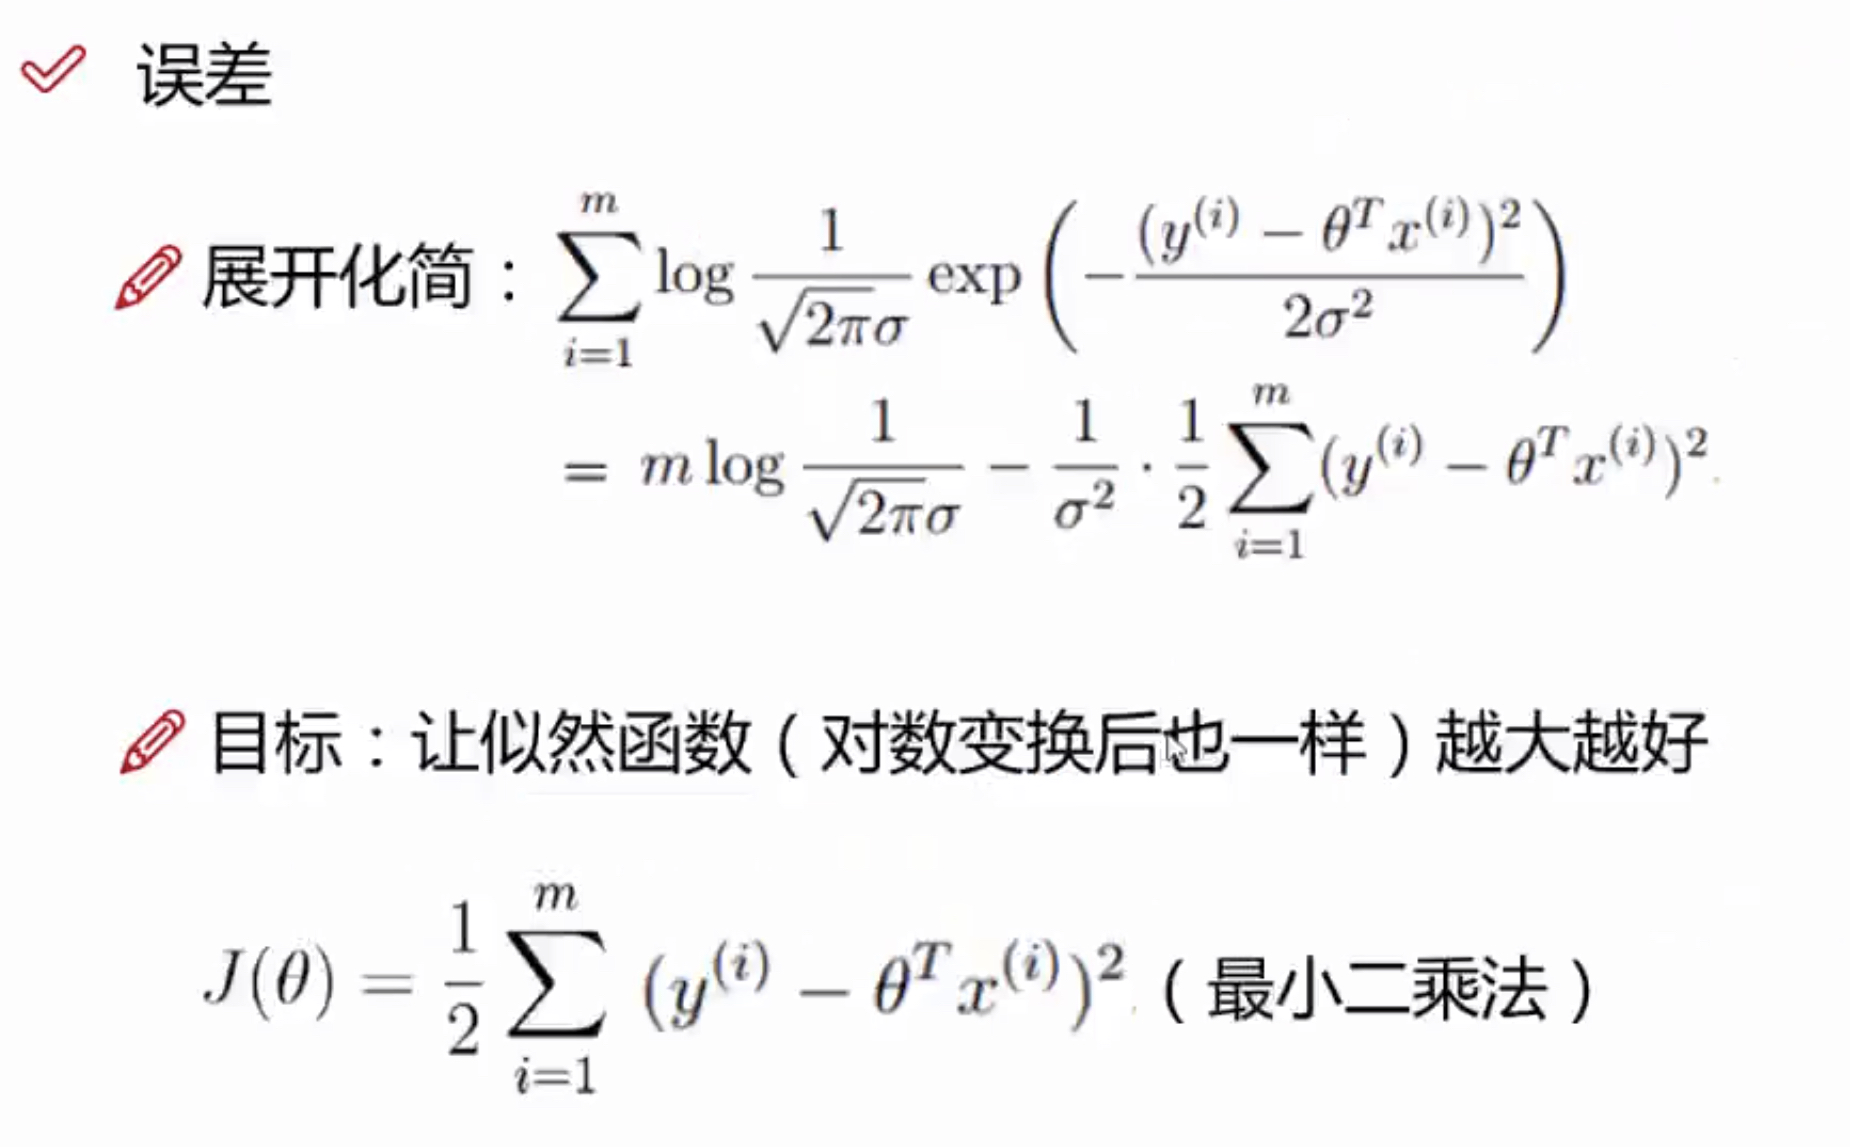 误差
展开化简：$\sum_{i=1}^{m} \log \frac{1}{\sqrt{2\pi}\sigma} \exp\left(-\frac{(y^{(i)} - \theta^T x^{(i)})^2}{2\sigma^2}\right)$
$= m \log \frac{1}{\sqrt{2\pi}\sigma} - \frac{1}{\sigma^2} \cdot \frac{1}{2} \sum_{i=1}^{m} (y^{(i)} - \theta^T x^{(i)})^2.$
目标：让似然函数（对数变换后也一样）越大越好
$J(\theta) = \frac{1}{2} \sum_{i=1}^{m} (y^{(i)} - \theta^T x^{(i)})^2.$（最小二乘法）